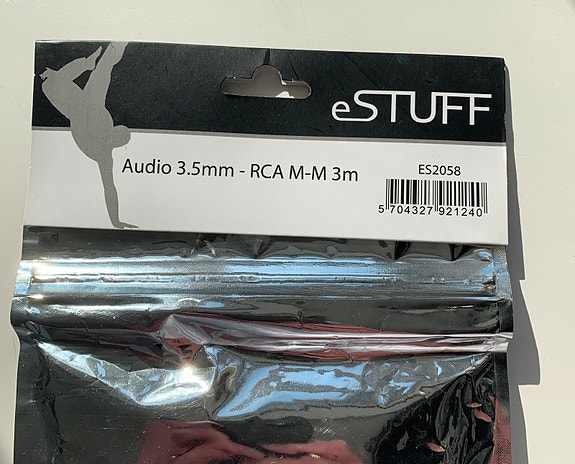 eSTUFF
Audio 3.5mm - RCA M-M 3m
ES2058
5 704327 921240